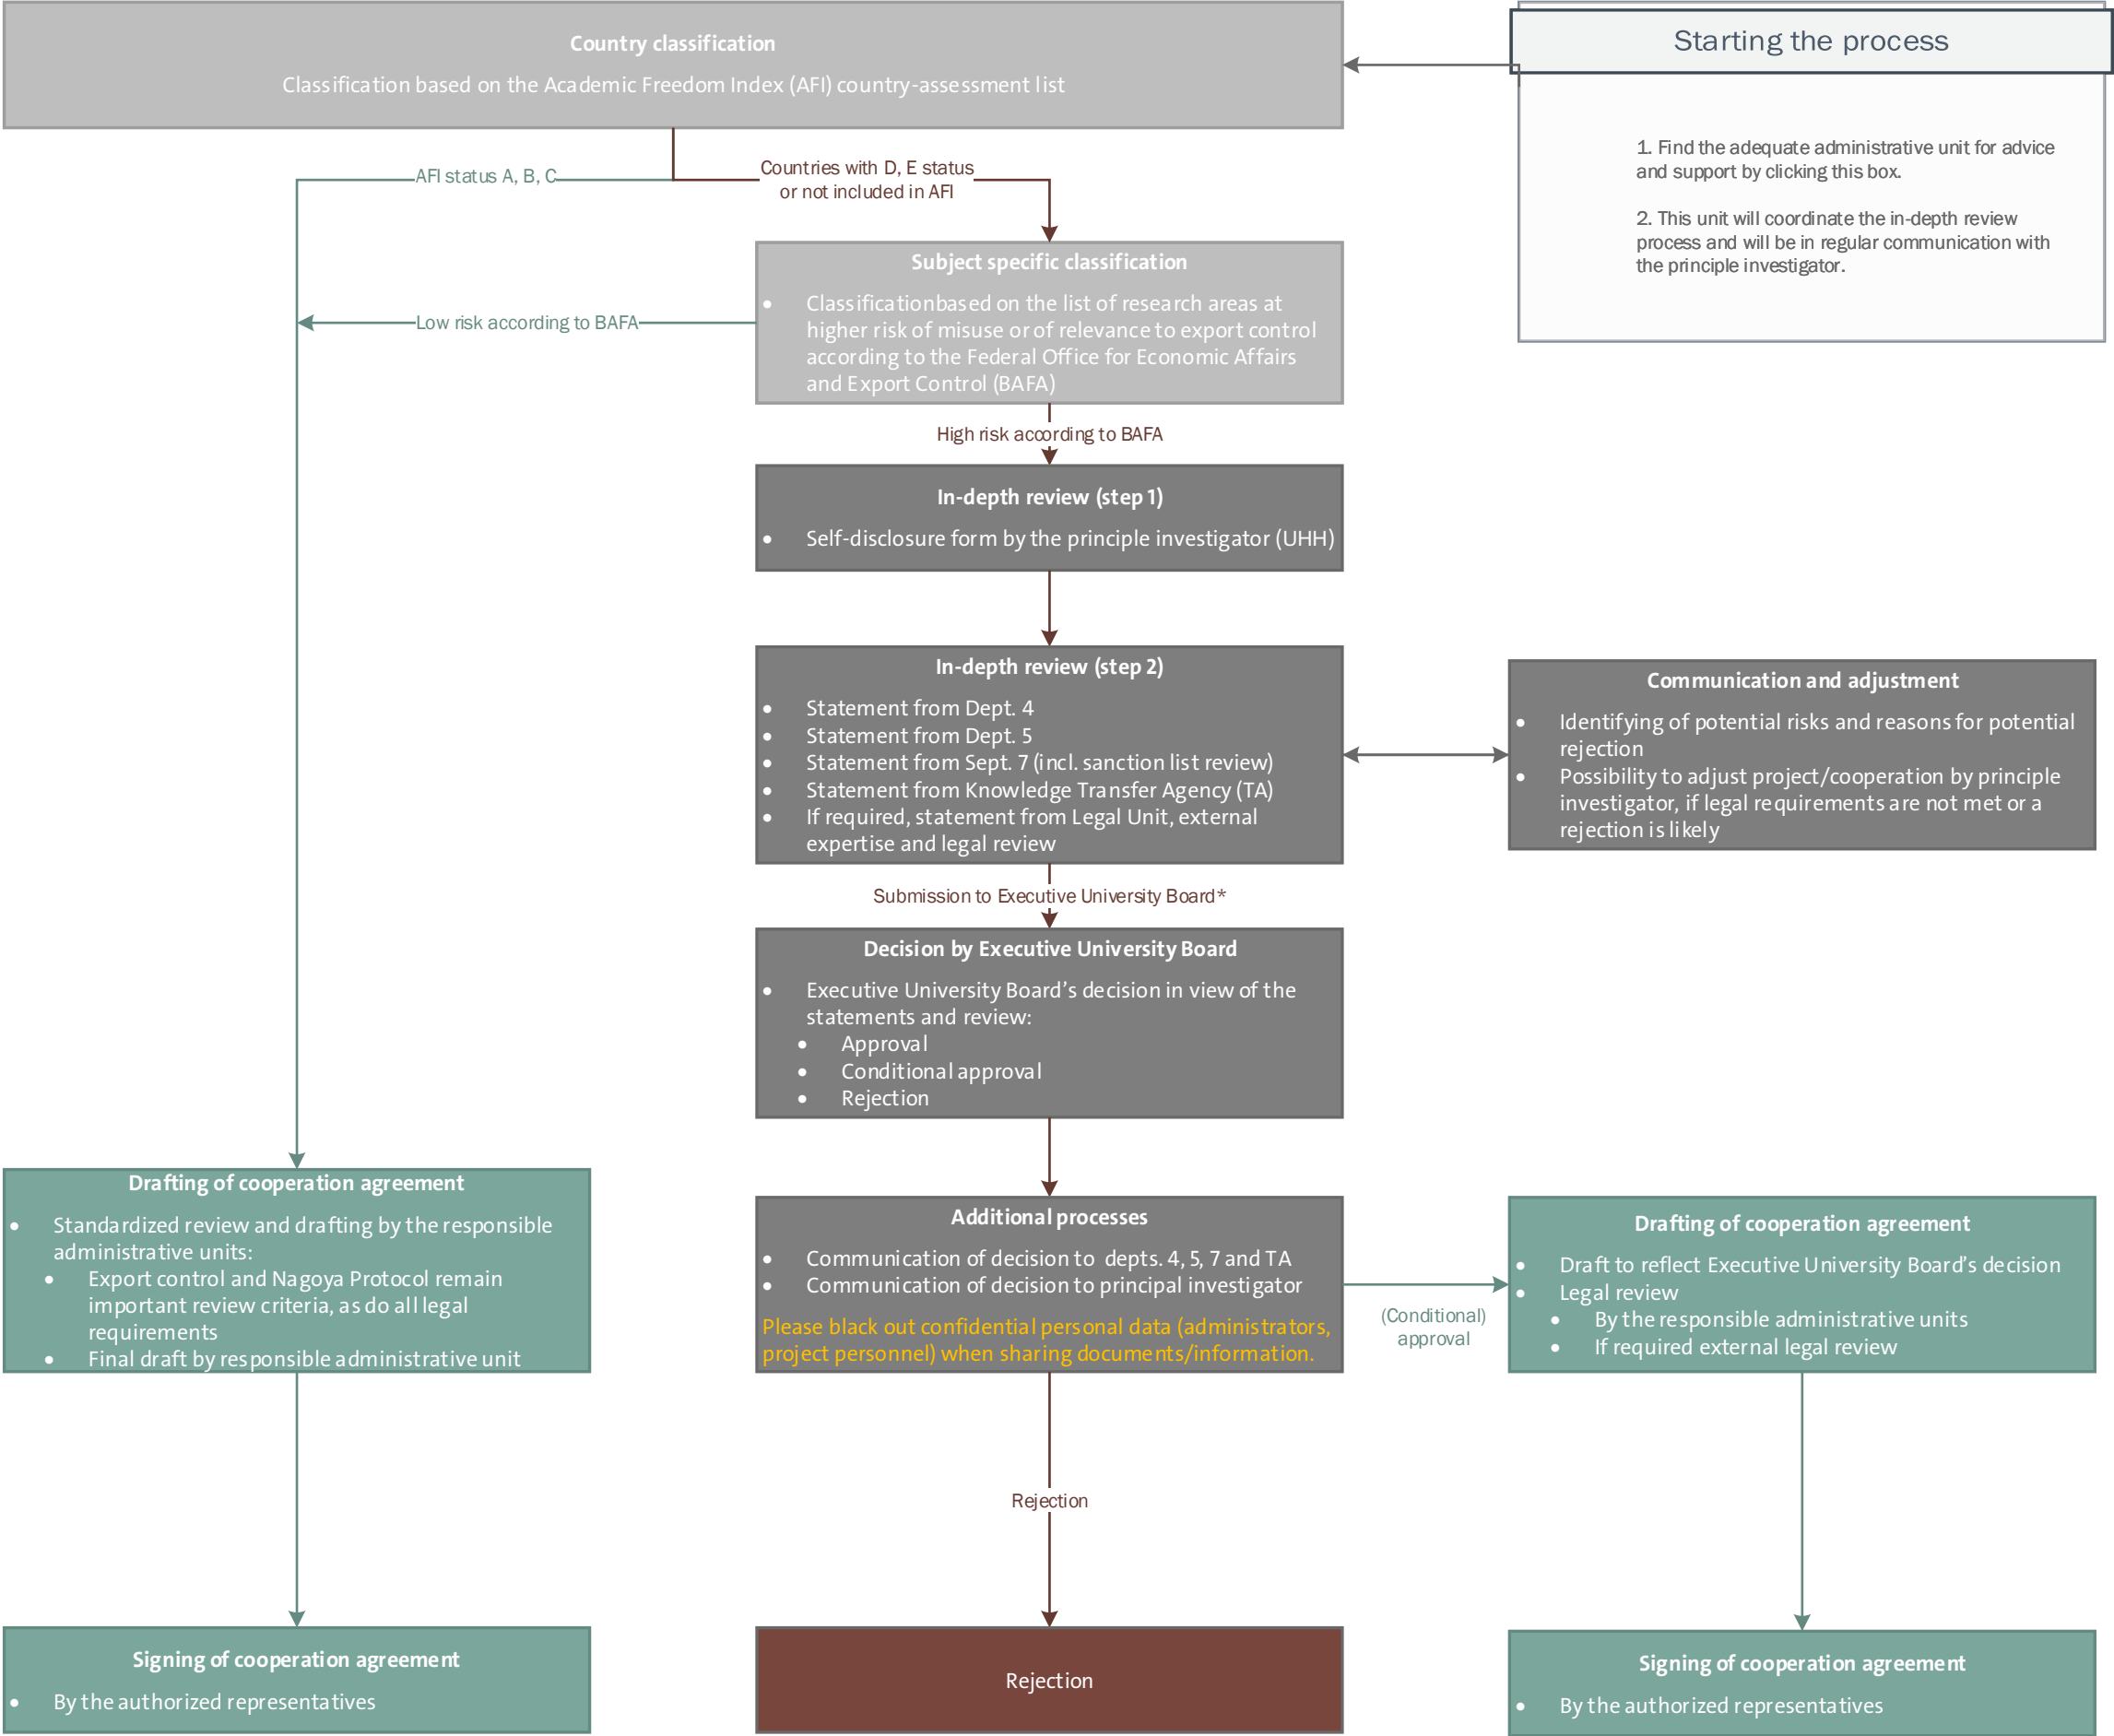 Country classification
Classification based on the Academic Freedom Index (AFI) country-assessment list
Starting the process
1. Find the adequate administrative unit for advice
and support by clicking this box.
2. This unit will coordinate the in-depth review
process and will be in regular communication with
the principle investigator.
AFI status A, B, C
Countries with D, E status
or not included in AFI
Subject specific classification
• Classificationbased on the list of research areas at
higher risk of misuse or of relevance to export control
according to the Federal Office for Economic Affairs
and Export Control (BAFA)
Low risk according to BAFA
High risk according to BAFA
In-depth review (step 1)
• Self-disclosure form by the principle investigator (UHH)
In-depth review (step 2)
• Statement from Dept. 4
• Statement from Dept. 5
• Statement from Sept. 7 (incl. sanction list review)
• Statement from Knowledge Transfer Agency (TA)
• If required, statement from Legal Unit, external
expertise and legal review
Communication and adjustment
• Identifying of potential risks and reasons for potential
rejection
• Possibility to adjust project/cooperation by principle
investigator, if legal requirements are not met or a
rejection is likely
Submission to Executive University Board*
Decision by Executive University Board
• Executive University Board's decision in view of the
statements and review:
• Approval
• Conditional approval
• Rejection
Drafting of cooperation agreement
• Standardized review and drafting by the responsible
administrative units:
• Export control and Nagoya Protocol remain
important review criteria, as do all legal
requirements
• Final draft by responsible administrative unit
Additional processes
• Communication of decision to depts. 4, 5, 7 and TA
• Communication of decision to principal investigator
Please black out confidential personal data (administrators,
project personnel) when sharing documents/information.
(Conditional)
approval
Drafting of cooperation agreement
• Draft to reflect Executive University Board's decision
• Legal review
• By the responsible administrative units
• If required external legal review
Rejection
Signing of cooperation agreement
• By the authorized representatives
Rejection
Signing of cooperation agreement
• By the authorized representatives